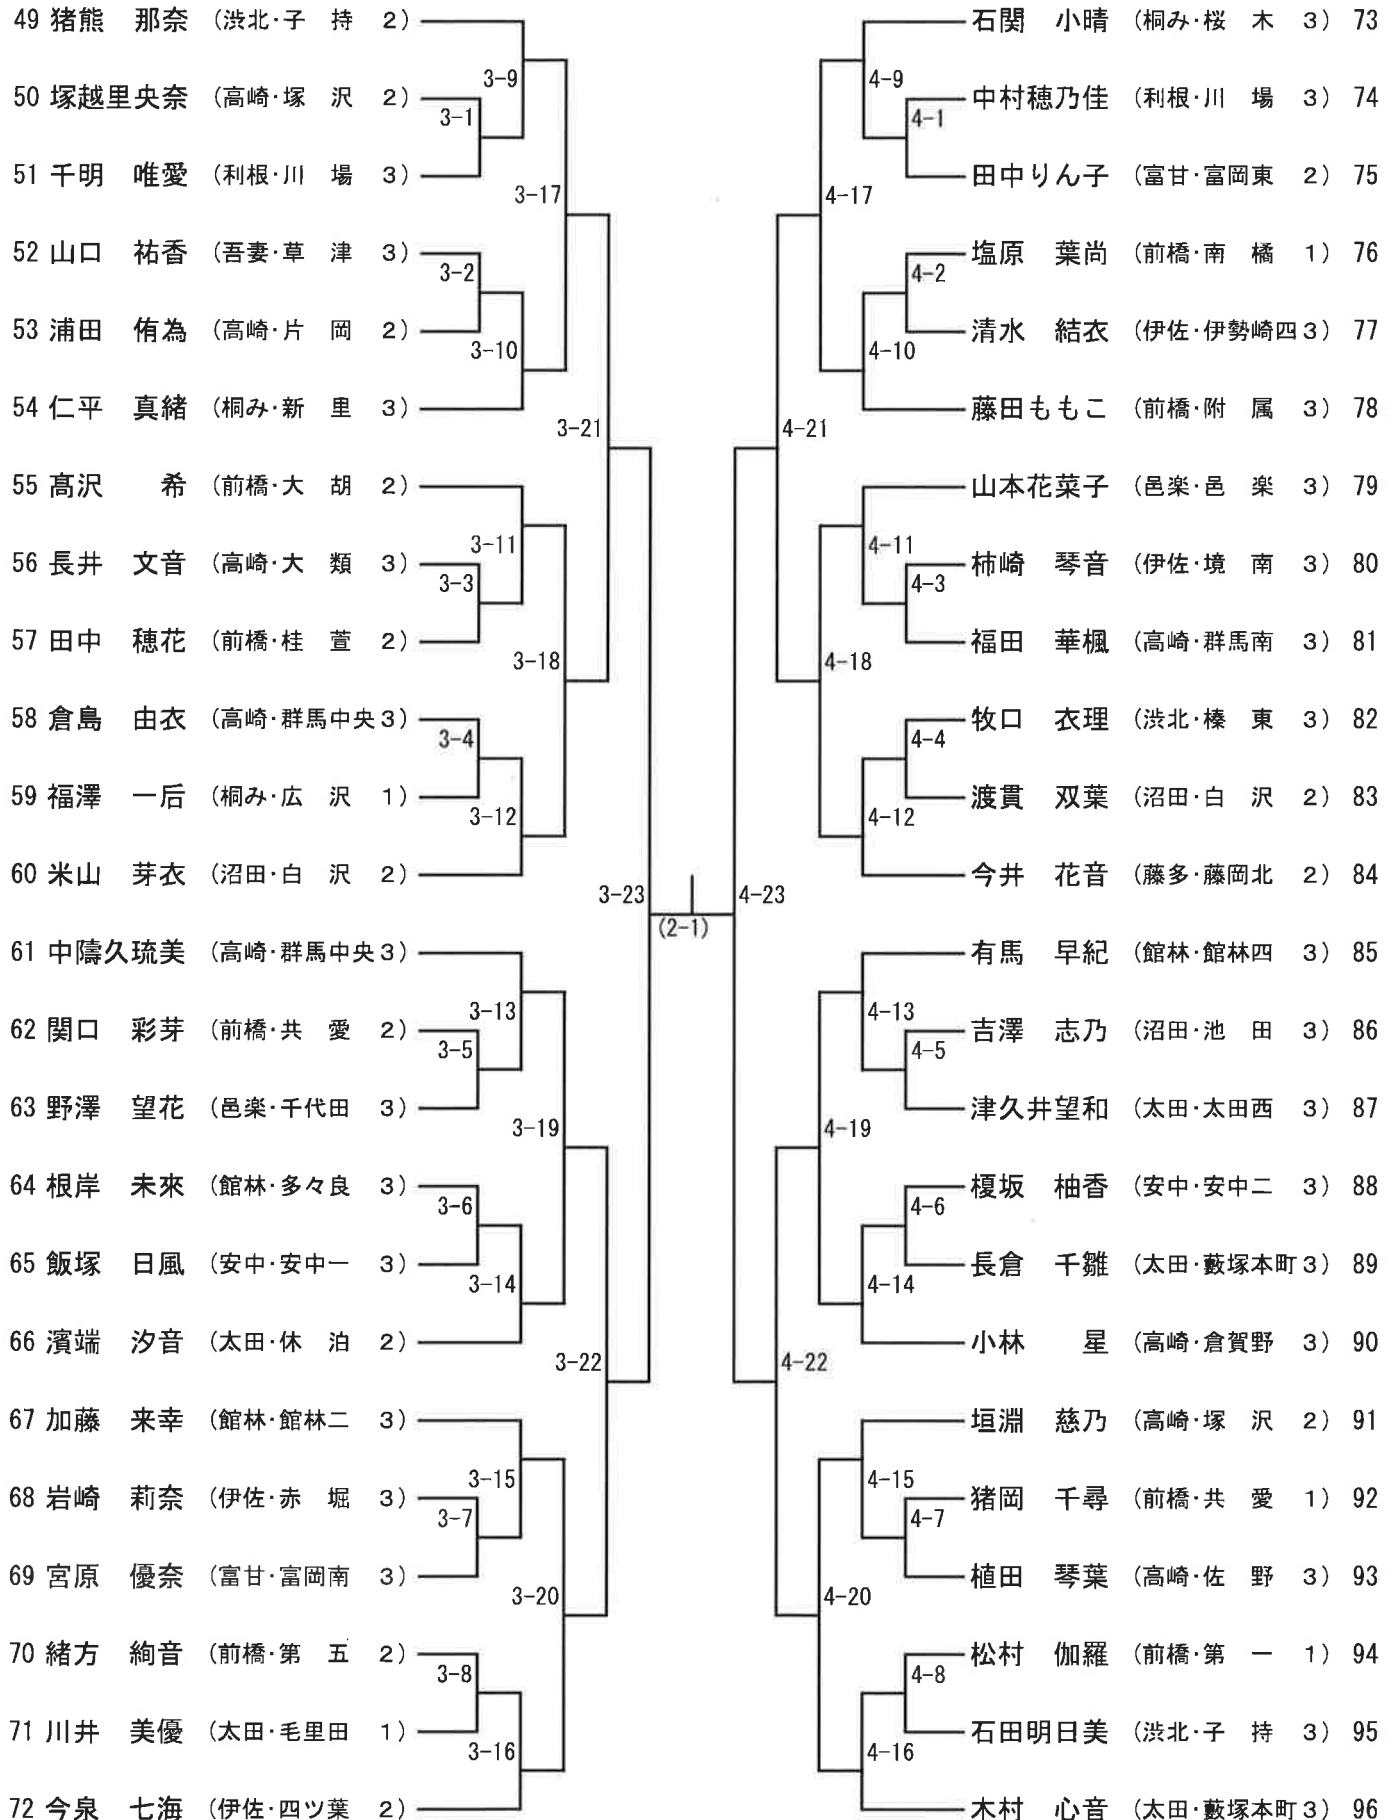 49 猪熊　那奈 (渋北・子　持　2)
3-9
50 塚越里央奈 (高崎・塚　沢　2)
3-1
51 千明　唯愛 (利根・川　場　3)
3-17
52 山口　祐香 (吾妻・草　津　3)
3-2
53 浦田　侑為 (高崎・片　岡　2)
3-10
54 仁平　真緒 (桐み・新　里　3)
3-21
55 髙沢　　希 (前橋・大　胡　2)
3-11
56 長井　文音 (高崎・大　類　3)
3-3
57 田中　穂花 (前橋・桂　萱　2)
3-18
58 倉島　由衣 (高崎・群馬中央3)
3-4
59 福澤　一后 (桐み・広　沢　1)
3-12
60 米山　芽衣 (沼田・白　沢　2)
3-23
61 中隯久琉美 (高崎・群馬中央3)
3-13
62 関口　彩芽 (前橋・共　愛　2)
3-5
63 野澤　望花 (邑楽・千代田　3)
3-19
64 根岸　未來 (館林・多々良　3)
3-6
65 飯塚　日風 (安中・安中一　3)
3-14
66 濱端　汐音 (太田・休　泊　2)
3-22
67 加藤　来幸 (館林・館林二　3)
3-15
68 岩崎　莉奈 (伊佐・赤　堀　3)
3-7
69 宮原　優奈 (富甘・富岡南　3)
3-20
70 緒方　絢音 (前橋・第　五　2)
3-8
71 川井　美優 (太田・毛里田　1)
3-16
72 今泉　七海 (伊佐・四ツ葉　2)
(2-1)
石関　小晴 (桐み・桜　木　3) 73
4-9
中村穂乃佳 (利根・川　場　3) 74
4-1
田中りん子 (富甘・富岡東　2) 75
4-17
塩原　葉尚 (前橋・南　橘　1) 76
4-2
清水　結衣 (伊佐・伊勢崎四3) 77
4-10
藤田ももこ (前橋・附　属　3) 78
4-21
山本花菜子 (邑楽・邑　楽　3) 79
4-11
柿崎　琴音 (伊佐・境　南　3) 80
4-3
福田　華楓 (高崎・群馬南　3) 81
4-18
牧口　衣理 (渋北・榛　東　3) 82
4-4
渡貫　双葉 (沼田・白　沢　2) 83
4-12
今井　花音 (藤多・藤岡北　2) 84
4-23
有馬　早紀 (館林・館林四　3) 85
4-13
吉澤　志乃 (沼田・池　田　3) 86
4-5
津久井望和 (太田・太田西　3) 87
4-19
榎坂　柚香 (安中・安中二　3) 88
4-6
長倉　千雛 (太田・藪塚本町3) 89
4-14
小林　　星 (高崎・倉賀野　3) 90
4-22
垣淵　慈乃 (高崎・塚　沢　2) 91
4-15
猪岡　千尋 (前橋・共　愛　1) 92
4-7
植田　琴葉 (高崎・佐　野　3) 93
4-20
松村　伽羅 (前橋・第　一　1) 94
4-8
石田明日美 (渋北・子　持　3) 95
4-16
木村　心音 (太田・藪塚本町3) 96